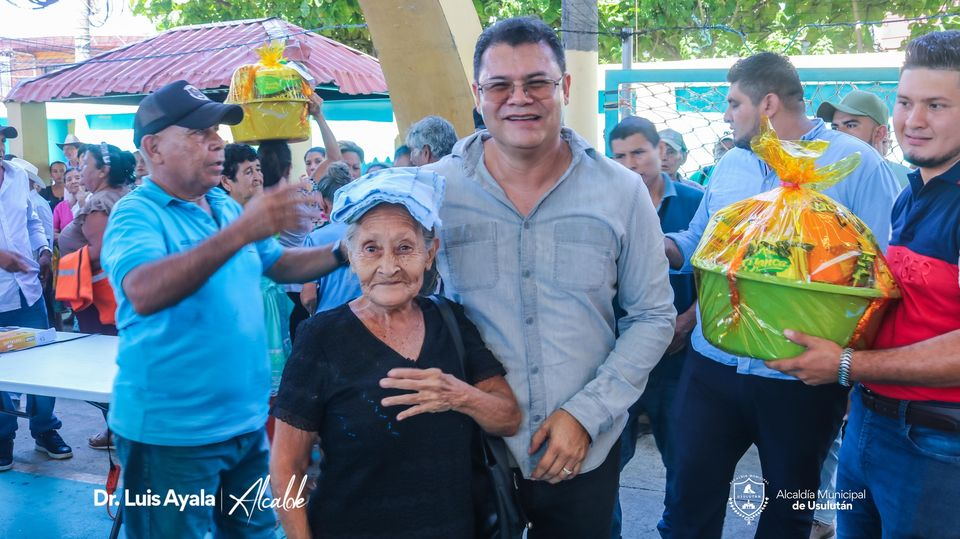 Dr. Luis Ayala | Alcalde
Alcaldía Municipal
de Usulután